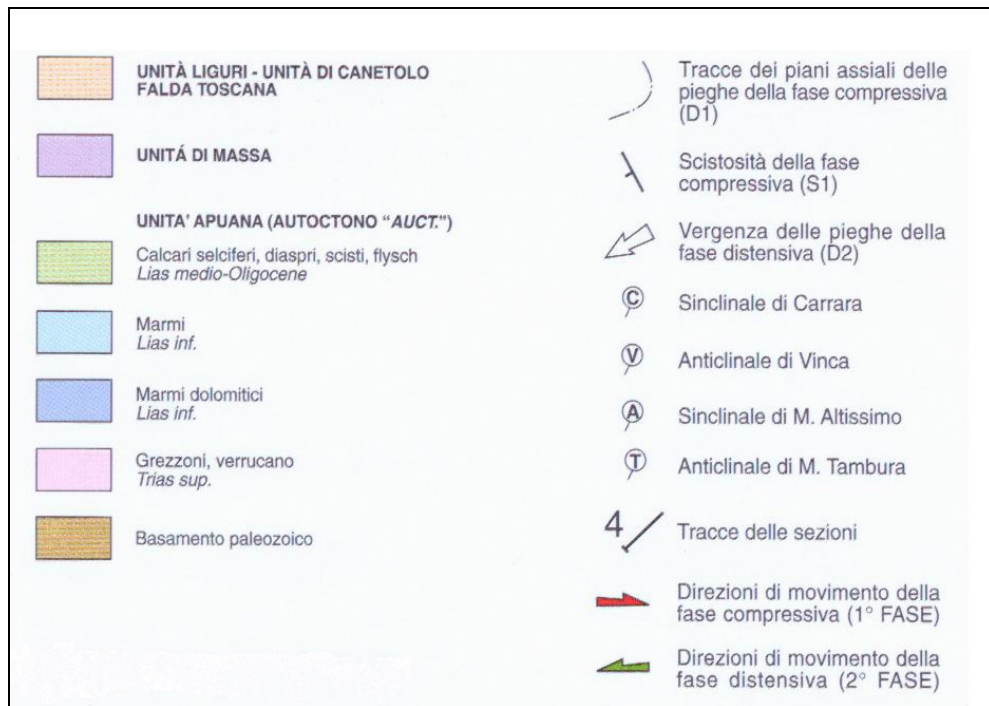 UNITÀ LIGURI - UNITÀ DI CANETOLO
FALDA TOSCANA
UNITÁ DI MASSA
UNITA' APUANA (AUTOCTONO “AUCT.”)
Calcari selciferi, diaspri, scisti, flysch
Lias medio-Oligocene
Marmi
Lias inf.
Marmi dolomitici
Lias inf.
Grezzoni, verrucano
Trias sup.
Basamento paleozoico
Tracce dei piani assiali delle
pieghe della fase compressiva
(D1)
Scistosità della fase
compressiva (S1)
Vergenza delle pieghe della
fase distensiva (D2)
C Sinclinale di Carrara
V Anticlinale di Vinca
A Sinclinale di M. Altissimo
T Anticlinale di M. Tambura
4 Tracce delle sezioni
Direzioni di movimento della
fase compressiva (1° FASE)
Direzioni di movimento della
fase distensiva (2° FASE)